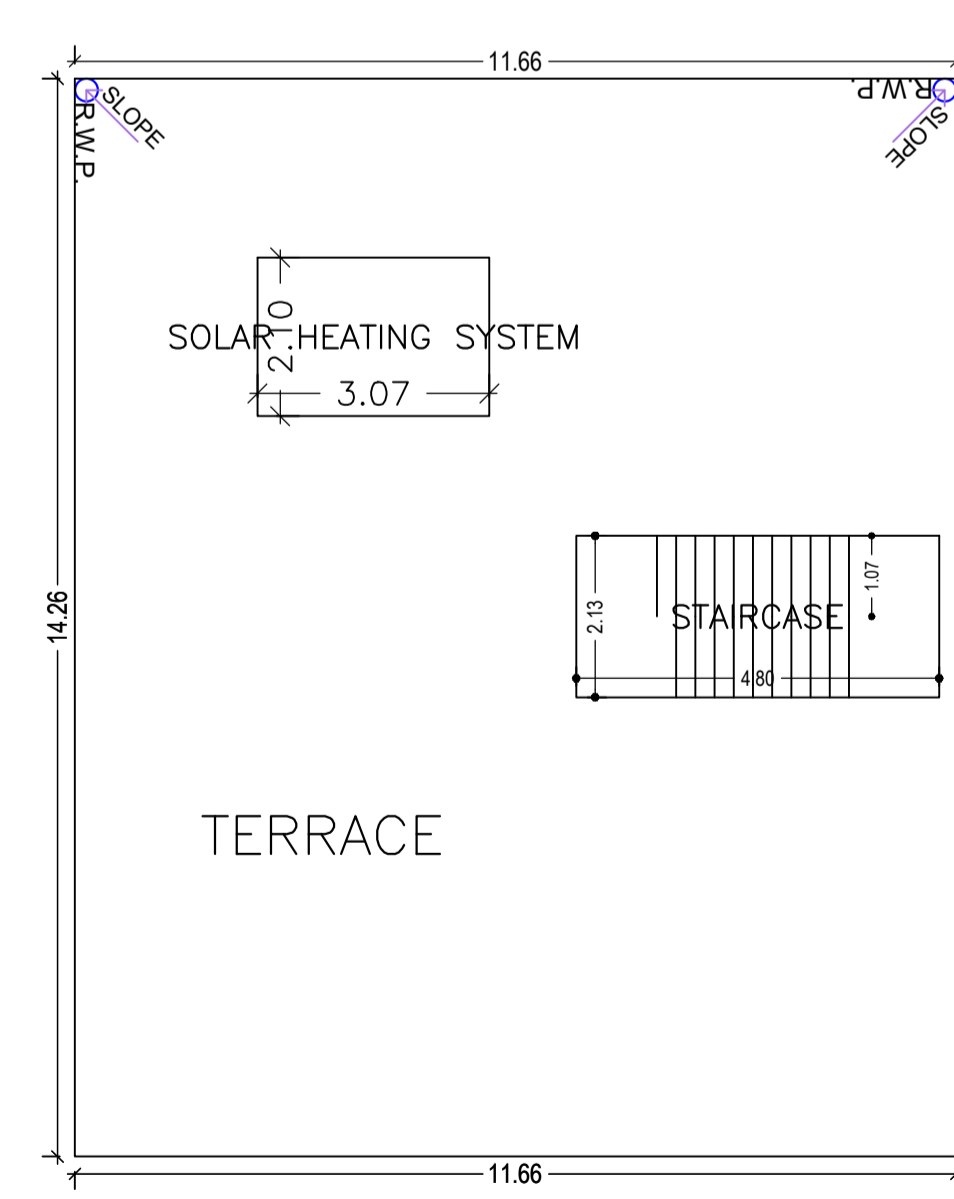 11.66
R.W.P.
SLOPE
R.W.P.
SLOPE
2.10
SOLAR HEATING SYSTEM
3.07
14.26
2.13
STAIRCASE
1.07
4.80
TERRACE
11.66